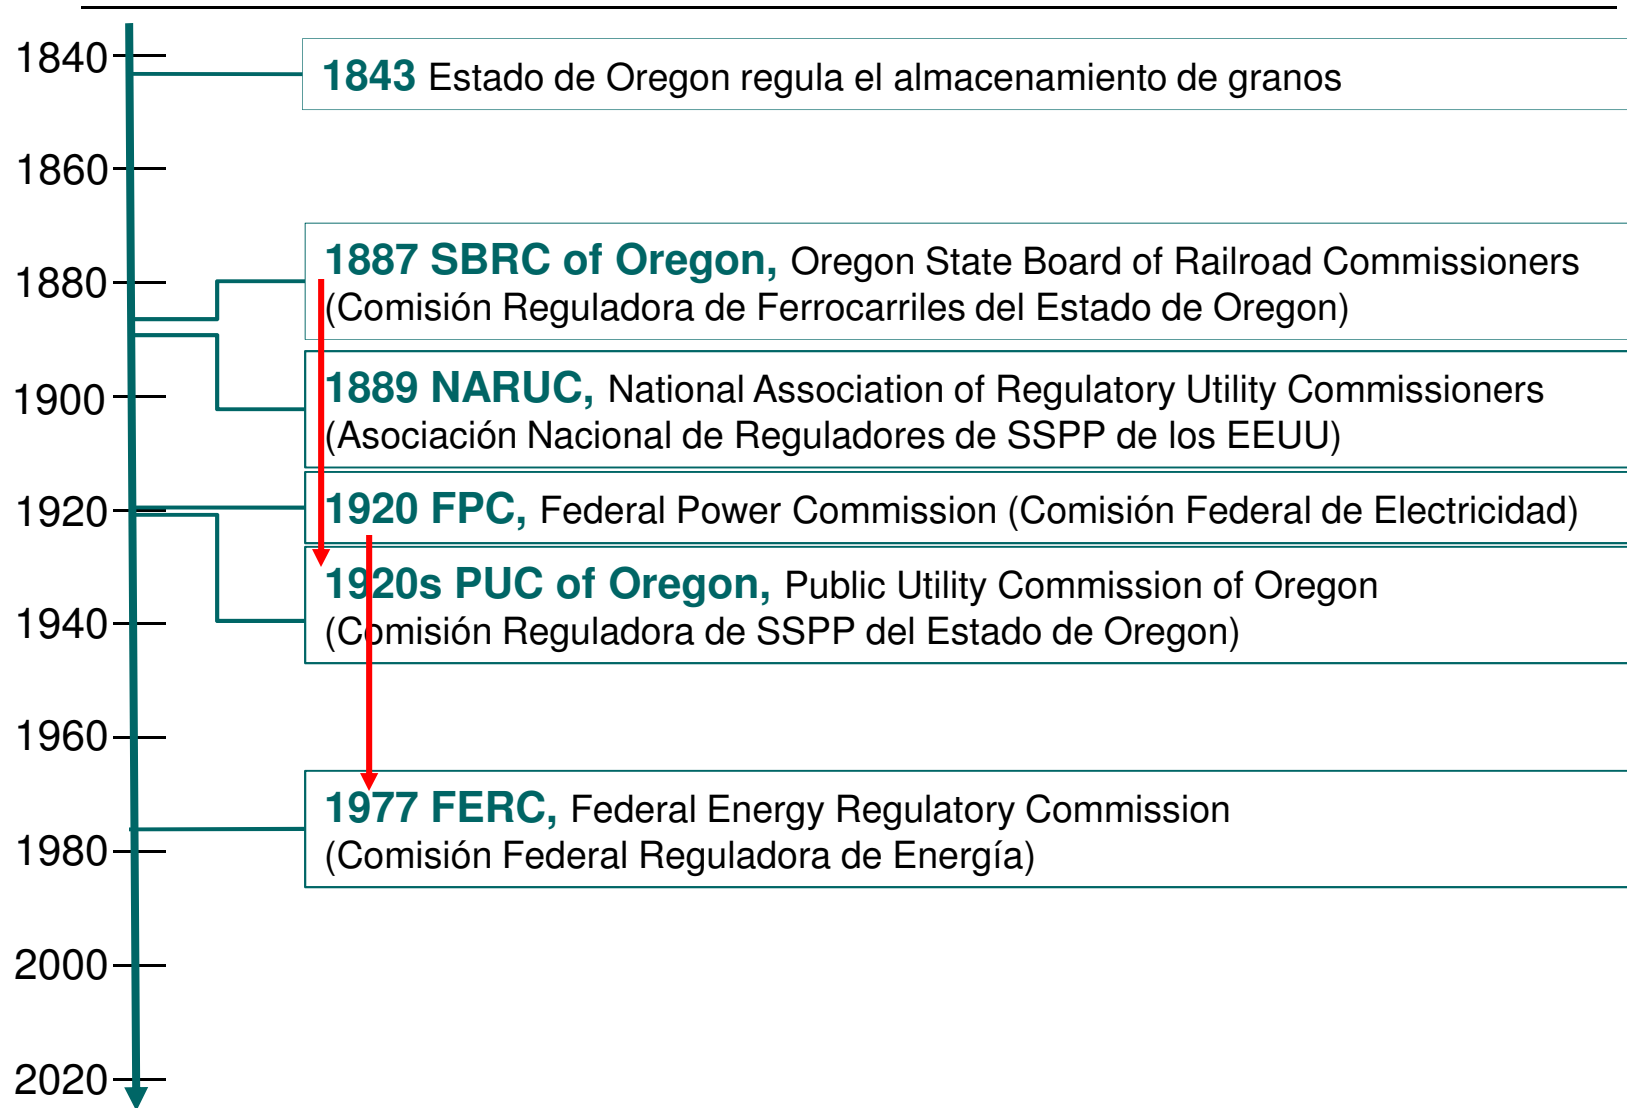 1840
1843 Estado de Oregon regula el almacenamiento de granos
1860
1887 SBRC of Oregon, Oregon State Board of Railroad Commissioners
1880
(Comisión Reguladora de Ferrocarriles del Estado de Oregon)
1889 NARUC, National Association of Regulatory Utility Commissioners
1900
(Asociación Nacional de Reguladores de SSPP de los EEUU)
1920
1920 FPC, Federal Power Commission (Comisión Federal de Electricidad)
1920s PUC of Oregon, Public Utility Commission of Oregon
1940
(Comisión Reguladora de SSPP del Estado de Oregon)
1960
1977 FERC, Federal Energy Regulatory Commission
1980
(Comisión Federal Reguladora de Energía)
2000
2020